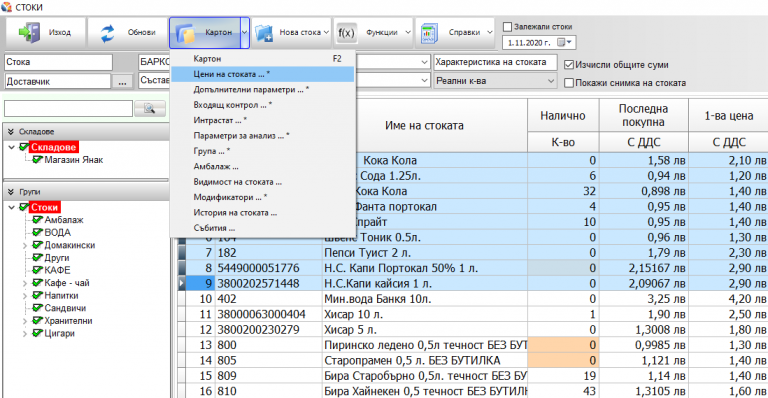 СТОКИ
Изход
Обнови
Картон
Нова стока
f(x)
Функции
Справки
Залежали стоки
1.11.2020 г.
Стока
БАРКО
Характеристика на стоката
Изчисли общите суми
Доставчик
...
Състав
Реални к-ва
Покажи снимка на стоката
Картон F2
Цени на стоката ... *
Допълнителни параметри ... *
Входящ контрол ... *
Интрастат ... *
Параметри за анализ ... *
Група ... *
Амбалаж ...
Видимост на стоката ...
Модификатори ... *
История на стоката ...
Събития ...
Складове
Складове
Магазин Янак
Групи
Стоки
Амбалаж
ВОДА
Домакински
Други
КАФЕ
Кафе - чай
Напитки
Сандвичи
Хранителни
Цигари
Име на стоката Налично Последна покупна 1-ва цена
К-во С ДДС С ДДС
Кока Кола 0 1,58 лв 2,10 лв
Сода 1.25л. 6 0,94 лв 1,20 лв
Кока Кола 32 0,898 лв 1,40 лв
Фанта портокал 4 0,95 лв 1,40 лв
Спрайт 10 0,95 лв 1,40 лв
6 104 Швепс Тоник 0.5л. 0 0,96 лв 1,30 лв
7 182 Пепси Туист 2 л. 0 1,79 лв 2,30 лв
8 5449000051776 Н.С. Капи Портокал 50% 1 л. 0 2,15167 лв 2,90 лв
9 3800202571448 Н.С.Капи кайсия 1 л. 0 2,09067 лв 2,90 лв
10 402 Мин.вода Банкя 10л. 0 3,25 лв 4,20 лв
11 38000063000404 Хисар 10 л. 1 1,90 лв 2,50 лв
12 3800200230279 Хисар 5 л. 0 1,3008 лв 1,80 лв
13 800 Пиринско ледено 0,5л течност БЕЗ БУТ 0 0,9985 лв 1,30 лв
14 805 Старопрамен 0,5 л. БЕЗ БУТИЛКА 0 1,121 лв 1,40 лв
15 809 Бира Старобърно 0,5л. течност БЕЗ БУТ 19 1,14 лв 1,40 лв
16 810 Бира Хайнекен 0,5 течност БЕЗ БУТИЛ 43 1,3105 лв 1,60 лв